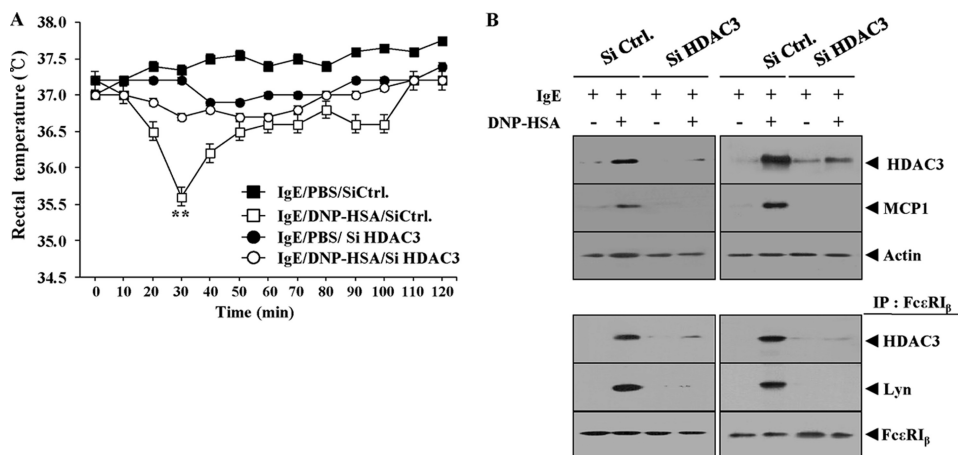 A
Rectal temperature (℃)
38.0
37.5
37.0
36.5
36.0
35.5
35.0
34.5
**
IgE/PBS/SiCtrl.
IgE/DNP-HSA/SiCtrl.
IgE/PBS/ Si HDAC3
IgE/DNP-HSA/Si HDAC3
0 10 20 30 40 50 60 70 80 90 100 110 120
Time (min)
B
Si Ctrl. Si HDAC3 Si Ctrl. Si HDAC3
IgE + + + + + + + +
DNP-HSA - + - + - + - +
HDAC3
MCP1
Actin
IP : FcεRIβ
HDAC3
Lyn
FcεRIβ